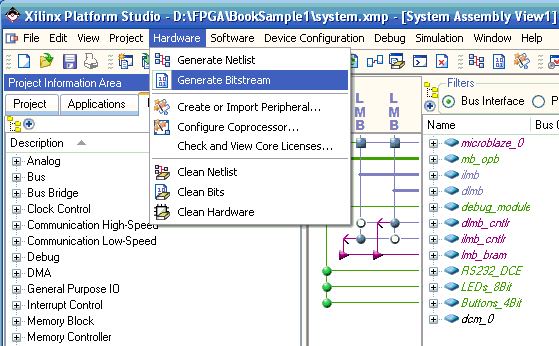 Xilinx Platform Studio - D:\FPGA\BookSample1\system.xmp - [System Assembly View1]
File Edit View Project Hardware Software Device Configuration Debug Simulation Window Help
Generate Netlist
Generate Bitstream
Create or Import Peripheral...
Configure Coprocessor...
Check and View Core Licenses...
Clean Netlist
Clean Bits
Clean Hardware
Project Information Area
Project Applications
Description
Analog
Bus
Bus Bridge
Clock Control
Communication High-Speed
Communication Low-Speed
Debug
DMA
General Purpose IO
Interrupt Control
Memory Block
Memory Controller
LMB LMB
Filters
Bus Interface
Name Bus
microblaze_0
mb_opb
ilmb
dlmb
debug_module
dlmb_cntlr
ilmb_cntlr
lmb_bram
RS232_DCE
LEDs_8Bit
Buttons_4Bit
dcm_0